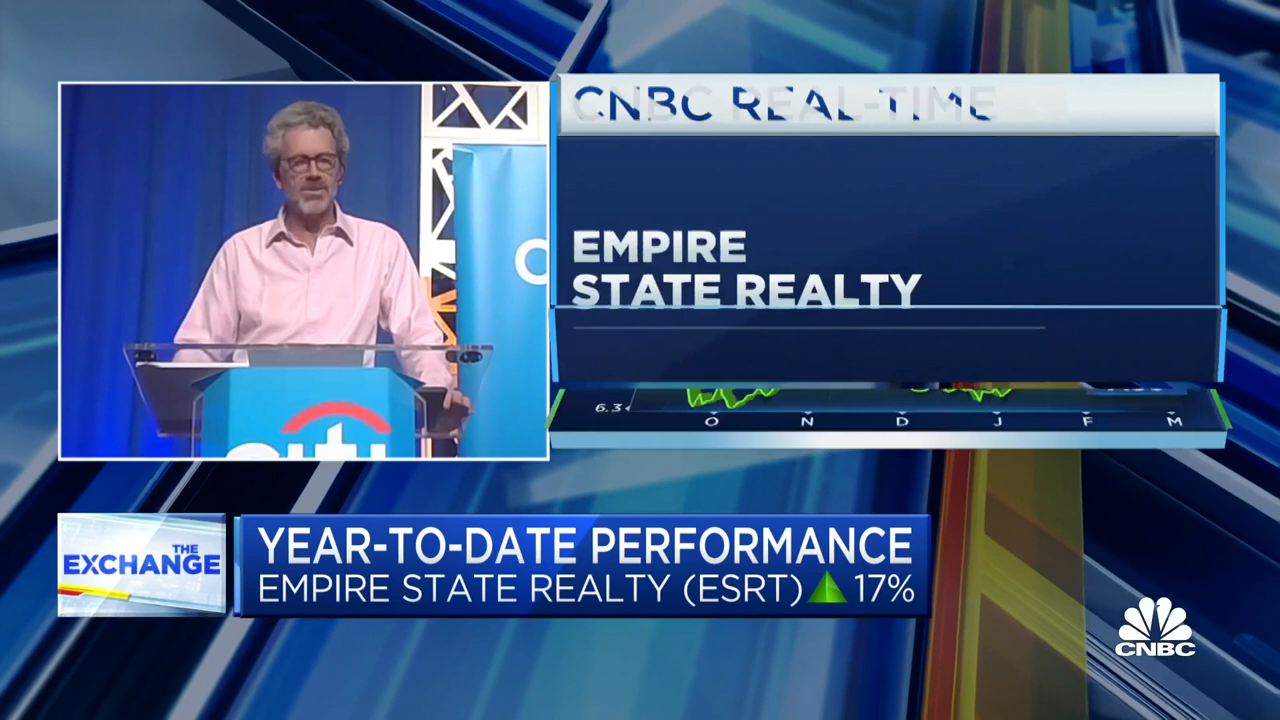 CNBC REAL-TIME
EMPIRE
STATE REALTY
6.3
O N D J F M
citi
THE
EXCHANGE
YEAR-TO-DATE PERFORMANCE
EMPIRE STATE REALTY (ESRT) 17%
CNBC